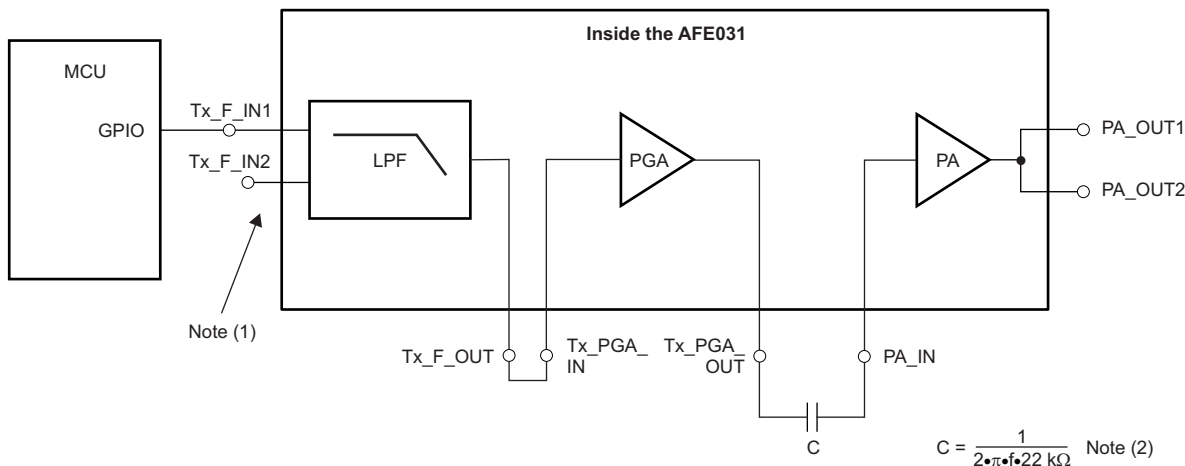 Inside the AFE031
MCU
GPIO
Tx_F_IN1
Tx_F_IN2
LPF
PGA
PA
PA_OUT1
PA_OUT2
Note (1)
Tx_F_OUT
Tx_PGA_
IN
Tx_PGA_
OUT
PA_IN
C
C = 1 / 2•π•f•22 kΩ Note (2)